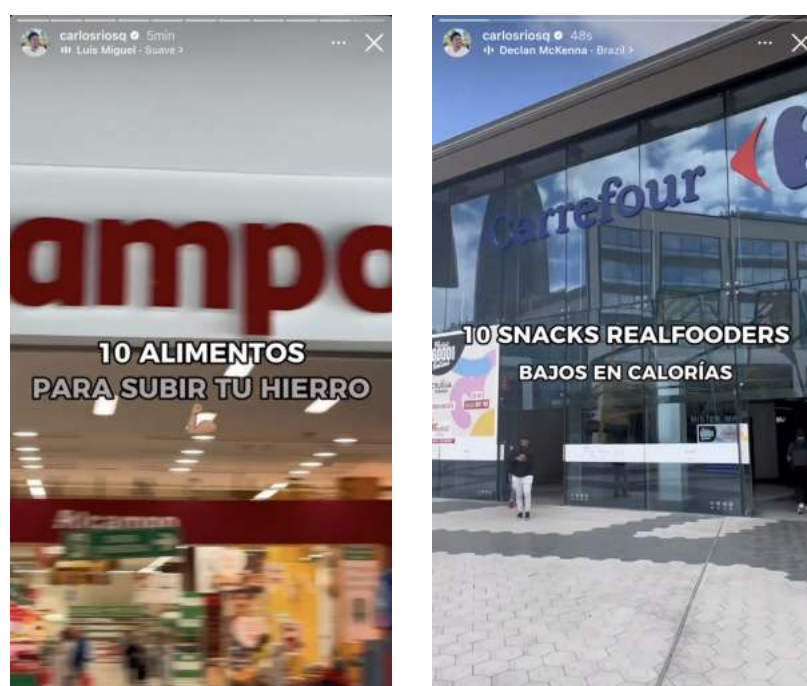 carlosriosq 5min
Luis Miguel - Suave >
ampo
10 ALIMENTOS
PARA SUBIR TU HIERRO
Alcampo
carlosriosq 48s
Declan McKenna - Brazil >
Carrefour
10 SNACKS REALFOODERS
BAJOS EN CALORÍAS